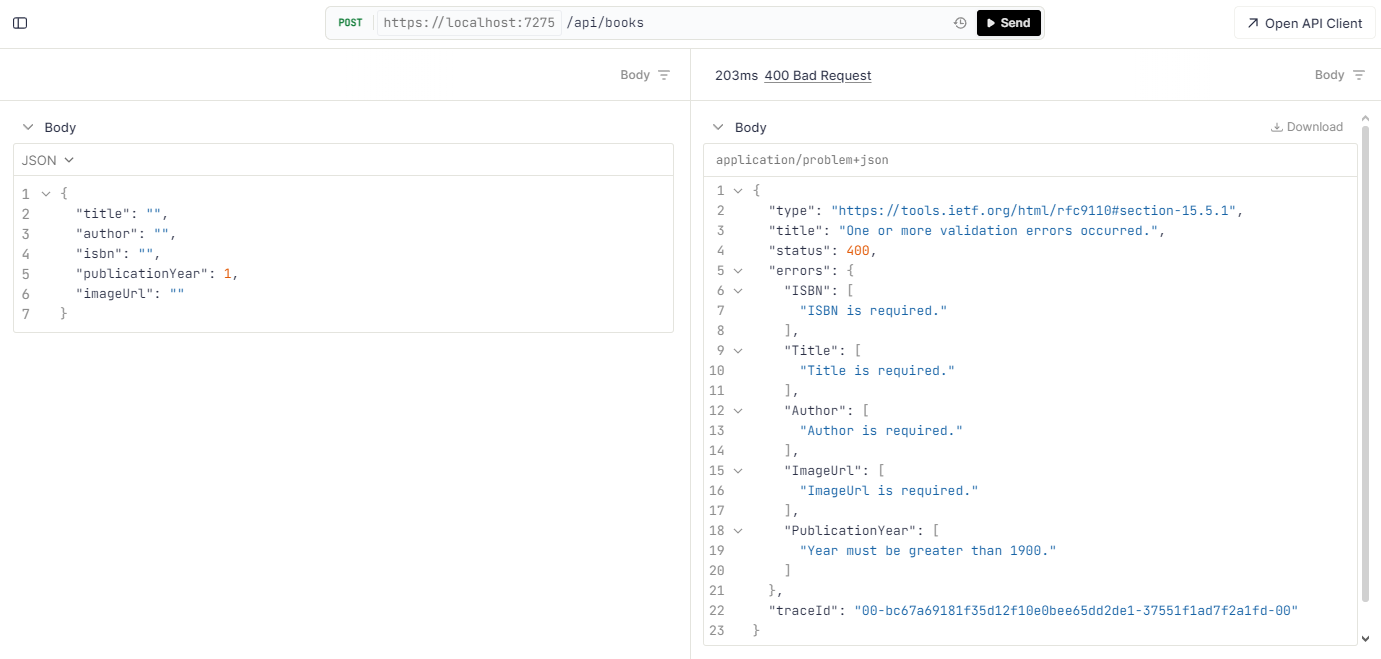 POST https://localhost:7275 /api/books Send Open API Client
Body
203ms 400 Bad Request Body
Body
JSON
1 {
2 "title": "",
3 "author": "",
4 "isbn": "",
5 "publicationYear": 1,
6 "imageUrl": ""
7 }
Body Download
application/problem+json
1 {
2 "type": "https://tools.ietf.org/html/rfc9110#section-15.5.1",
3 "title": "One or more validation errors occurred.",
4 "status": 400,
5 "errors": {
6 "ISBN": [
7 "ISBN is required."
8 ],
9 "Title": [
10 "Title is required."
11 ],
12 "Author": [
13 "Author is required."
14 ],
15 "ImageUrl": [
16 "ImageUrl is required."
17 ],
18 "PublicationYear": [
19 "Year must be greater than 1900."
20 ]
21 },
22 "traceId": "00-bc67a69181f35d12f10e0bee65dd2de1-37551f1ad7f2a1fd-00"
23 }